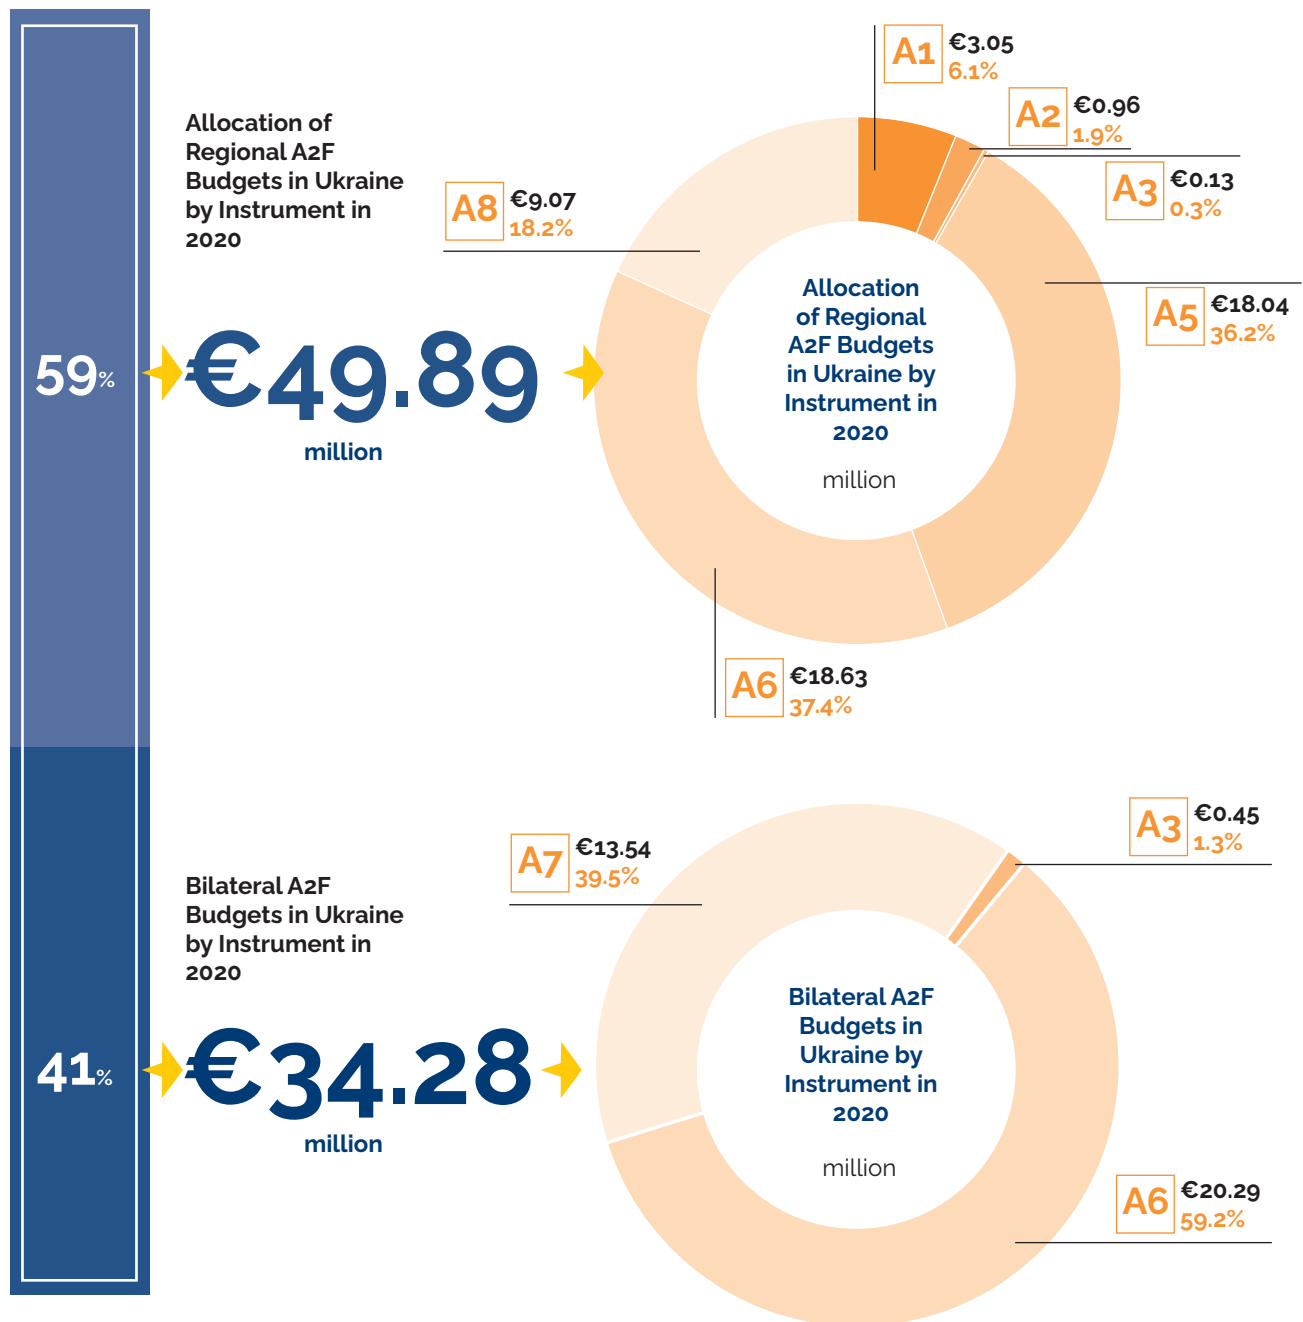 59%
Allocation of
Regional A2F
Budgets in Ukraine
by Instrument in
2020
€49.89
million
A1 €3.05
6.1%
A2 €0.96
1.9%
A3 €0.13
0.3%
A5 €18.04
36.2%
A6 €18.63
37.4%
A8 €9.07
18.2%
Allocation
of Regional
A2F Budgets
in Ukraine by
Instrument in
2020
million
41%
Bilateral A2F
Budgets in Ukraine
by Instrument in
2020
€34.28
million
A7 €13.54
39.5%
A3 €0.45
1.3%
A6 €20.29
59.2%
Bilateral A2F
Budgets in
Ukraine by
Instrument in
2020
million